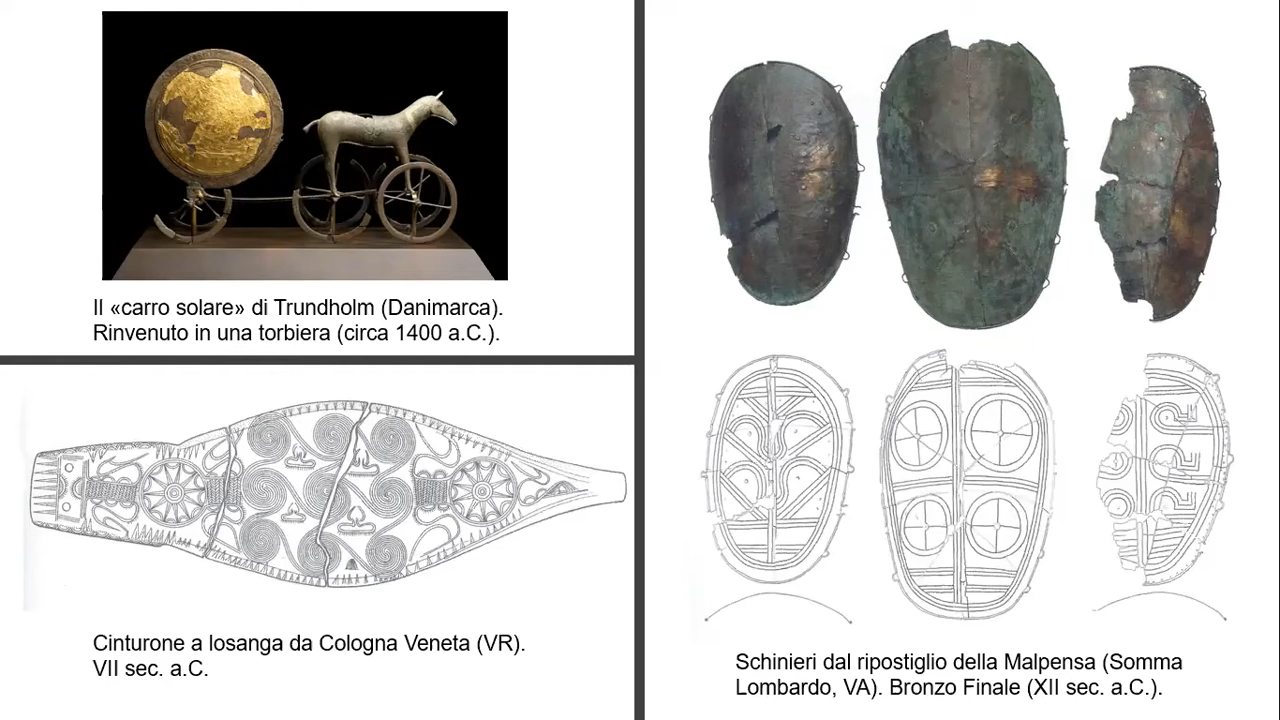 Il «carro solare» di Trundholm (Danimarca).
Rinvenuto in una torbiera (circa 1400 a.C.).
Cinturone a losanga da Cologna Veneta (VR).
VII sec. a.C.
Schinieri dal ripostiglio della Malpensa (Somma
Lombardo, VA). Bronzo Finale (XII sec. a.C.).